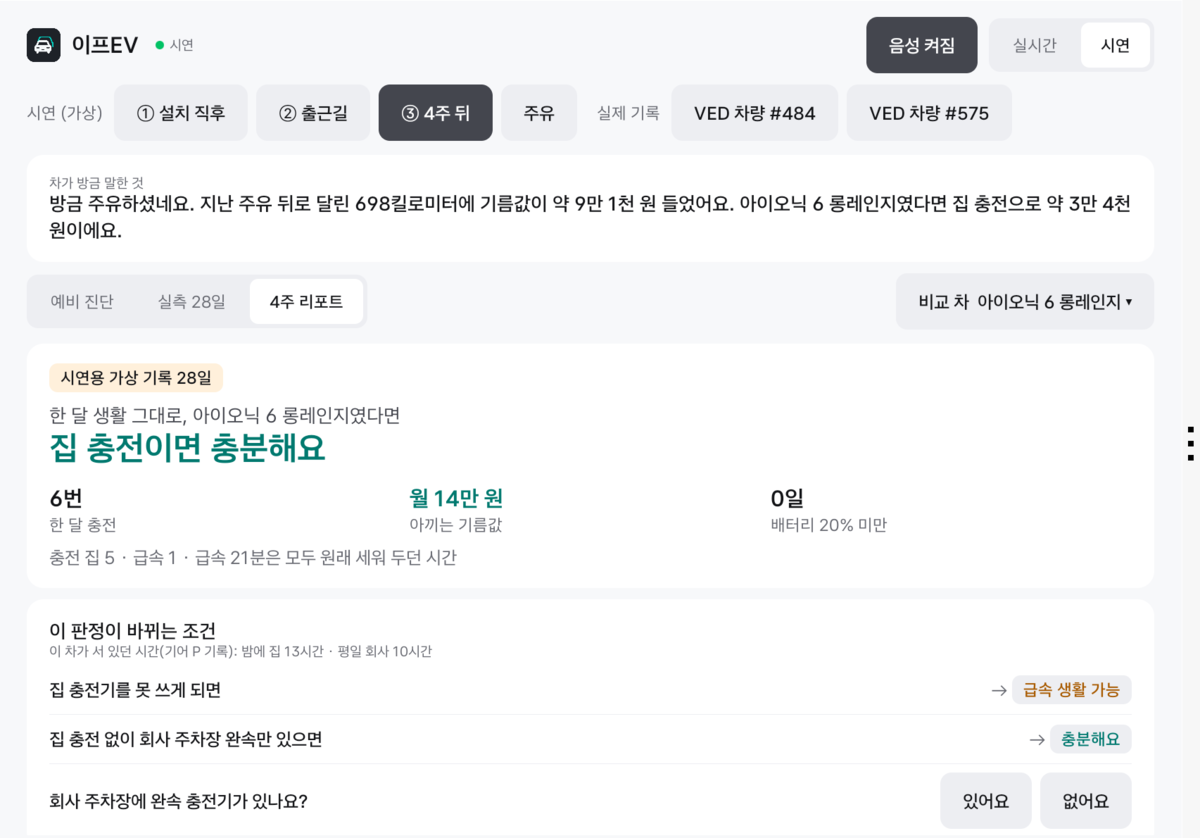 이프EV
시연
음성 켜짐
실시간
시연
시연 (가상)
① 설치 직후
② 출근길
③ 4주 뒤
주유
실제 기록
VED 차량 #484
VED 차량 #575
차가 방금 말한 것
방금 주유하셨네요. 지난 주유 뒤로 달린 698킬로미터에 기름값이 약 9만 1천 원 들었어요. 아이오닉 6 롱레인지였다면 집 충전으로 약 3만 4천
원이에요.
예비 진단
실측 28일
4주 리포트
비교 차 아이오닉 6 롱레인지 ▾
시연용 가상 기록 28일
한 달 생활 그대로, 아이오닉 6 롱레인지였다면
집 충전이면 충분해요
6번
한 달 충전
월 14만 원
아끼는 기름값
0일
배터리 20% 미만
충전 집 5 · 급속 1 · 급속 21분은 모두 원래 세워 두던 시간
이 판정이 바뀌는 조건
이 차가 서 있던 시간(기어 P 기록): 밤에 집 13시간 · 평일 회사 10시간
집 충전기를 못 쓰게 되면
→ 급속 생활 가능
집 충전 없이 회사 주차장 완속만 있으면
→ 충분해요
회사 주차장에 완속 충전기가 있나요?
있어요
없어요